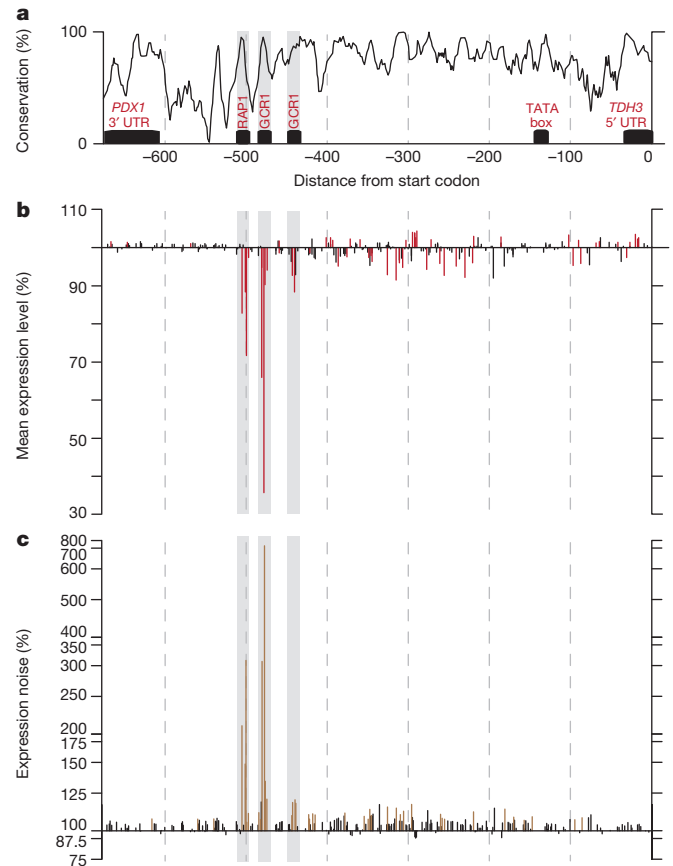 a
Conservation (%)
100
0
PDX1
3′ UTR
RAP1
GCR1
GCR1
TATA
box
TDH3
5′ UTR
−600
−500
−400
−300
−200
−100
0
Distance from start codon
b
Mean expression level (%)
110
90
70
50
30
c
Expression noise (%)
800
600
500
400
350
300
250
200
175
150
125
100
87.5
75